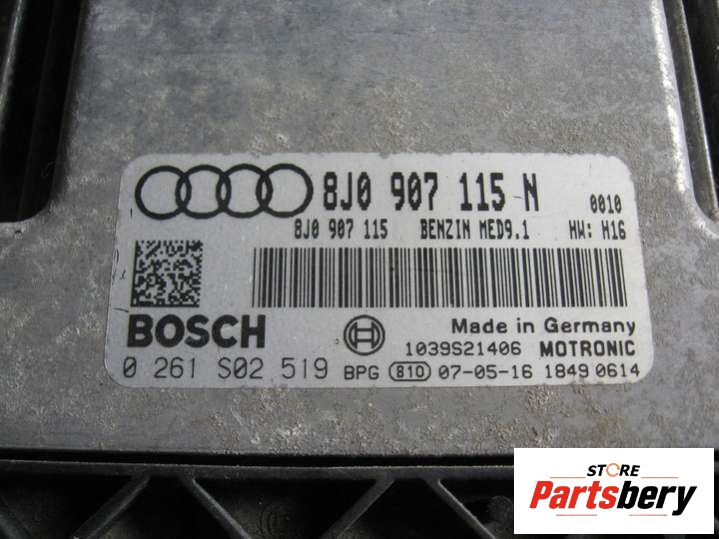 8J0 907 115 N 0010
8J0 907 115 BENZIN MED9.1 HW: H16
BOSCH Made in Germany
1039S21406 MOTRONIC
0 261 S02 519 BPG 810 07-05-16 1849 0614
STORE
Partsbery